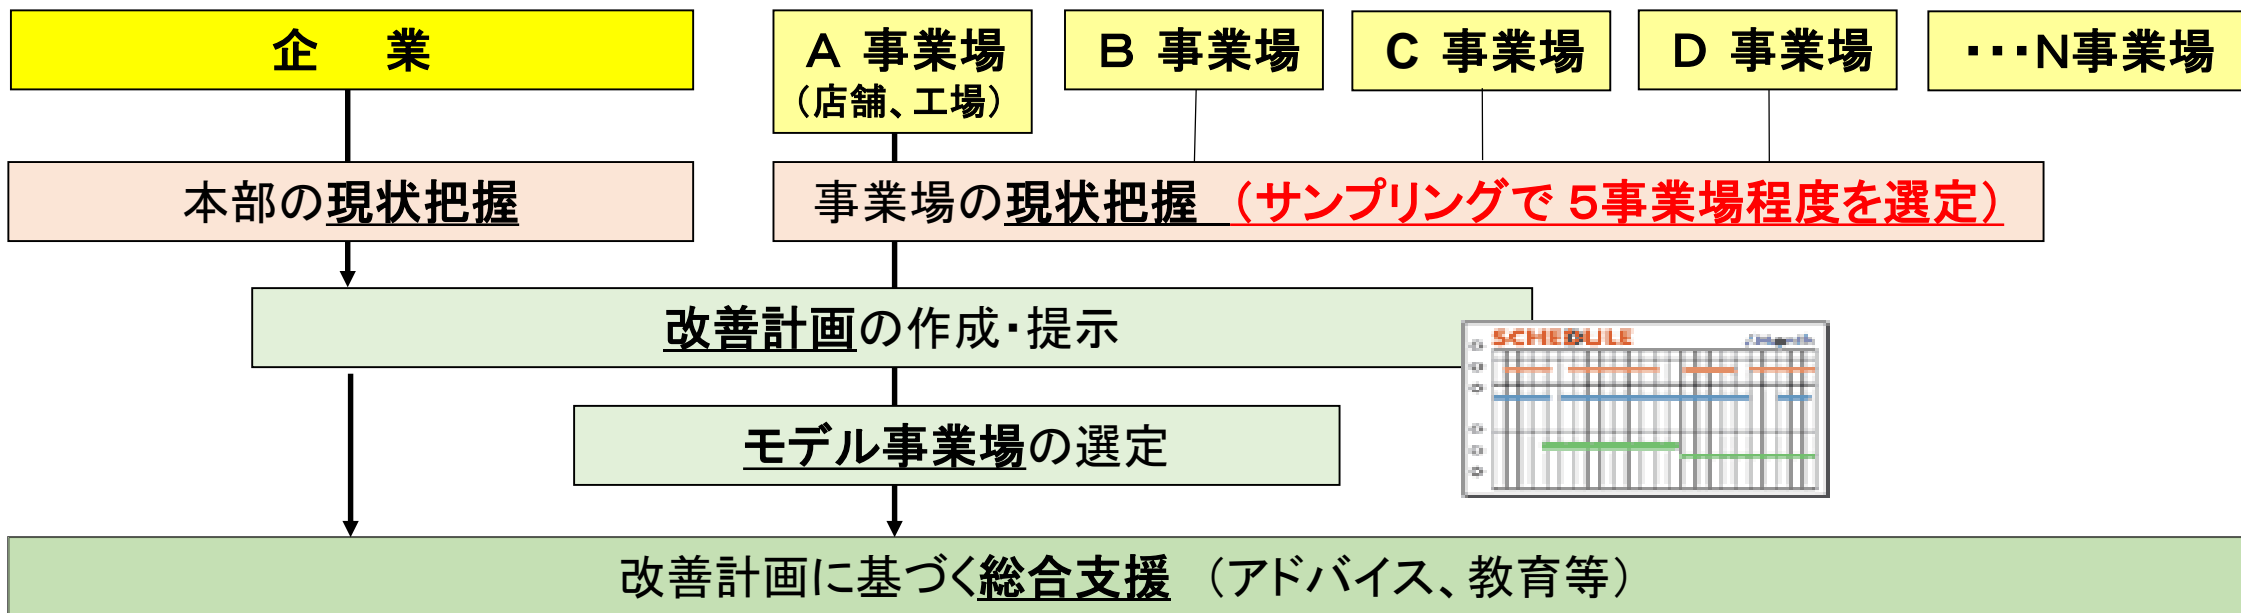 企　業
Ａ 事業場
（店舗、工場）
Ｂ 事業場
Ｃ 事業場
Ｄ 事業場
・・・Ｎ事業場
本部の現状把握
事業場の現状把握 （サンプリングで５事業場程度を選定）
改善計画の作成・提示
SCHEDULE
モデル事業場の選定
改善計画に基づく総合支援　（アドバイス、教育等）